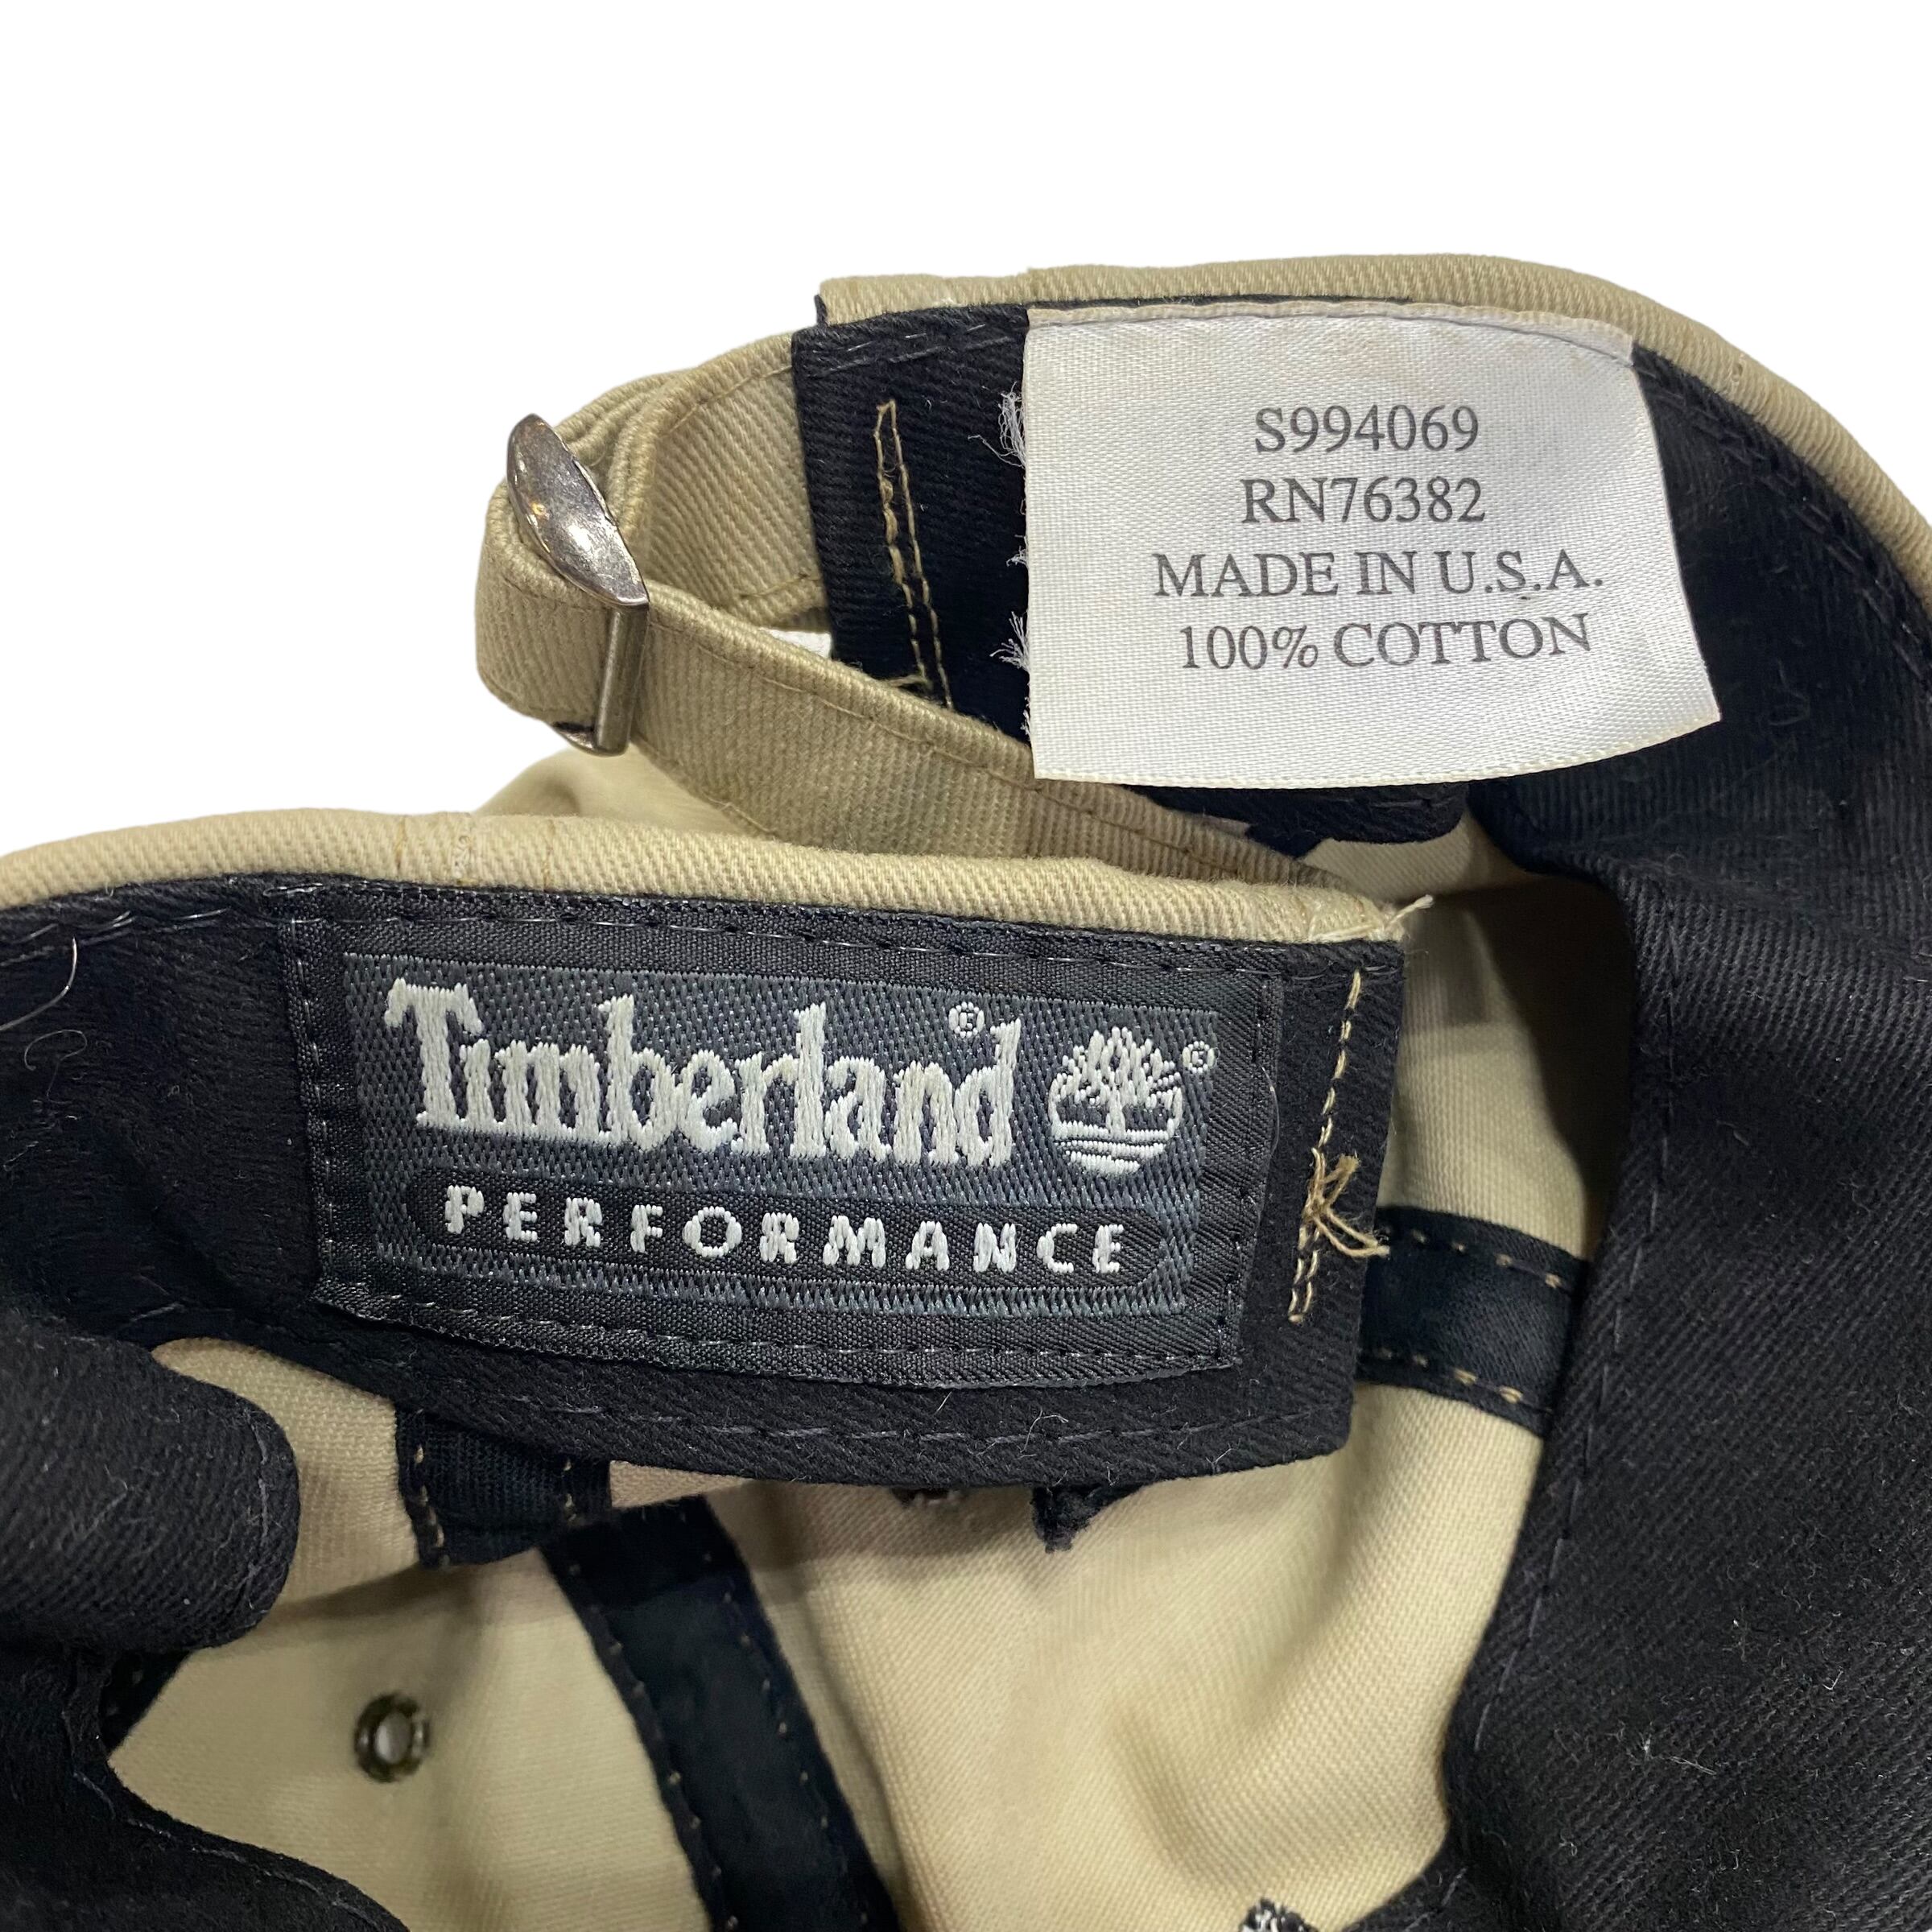 S994069
RN76382
MADE IN U.S.A.
100% COTTON
Timberland® ®
PERFORMANCE